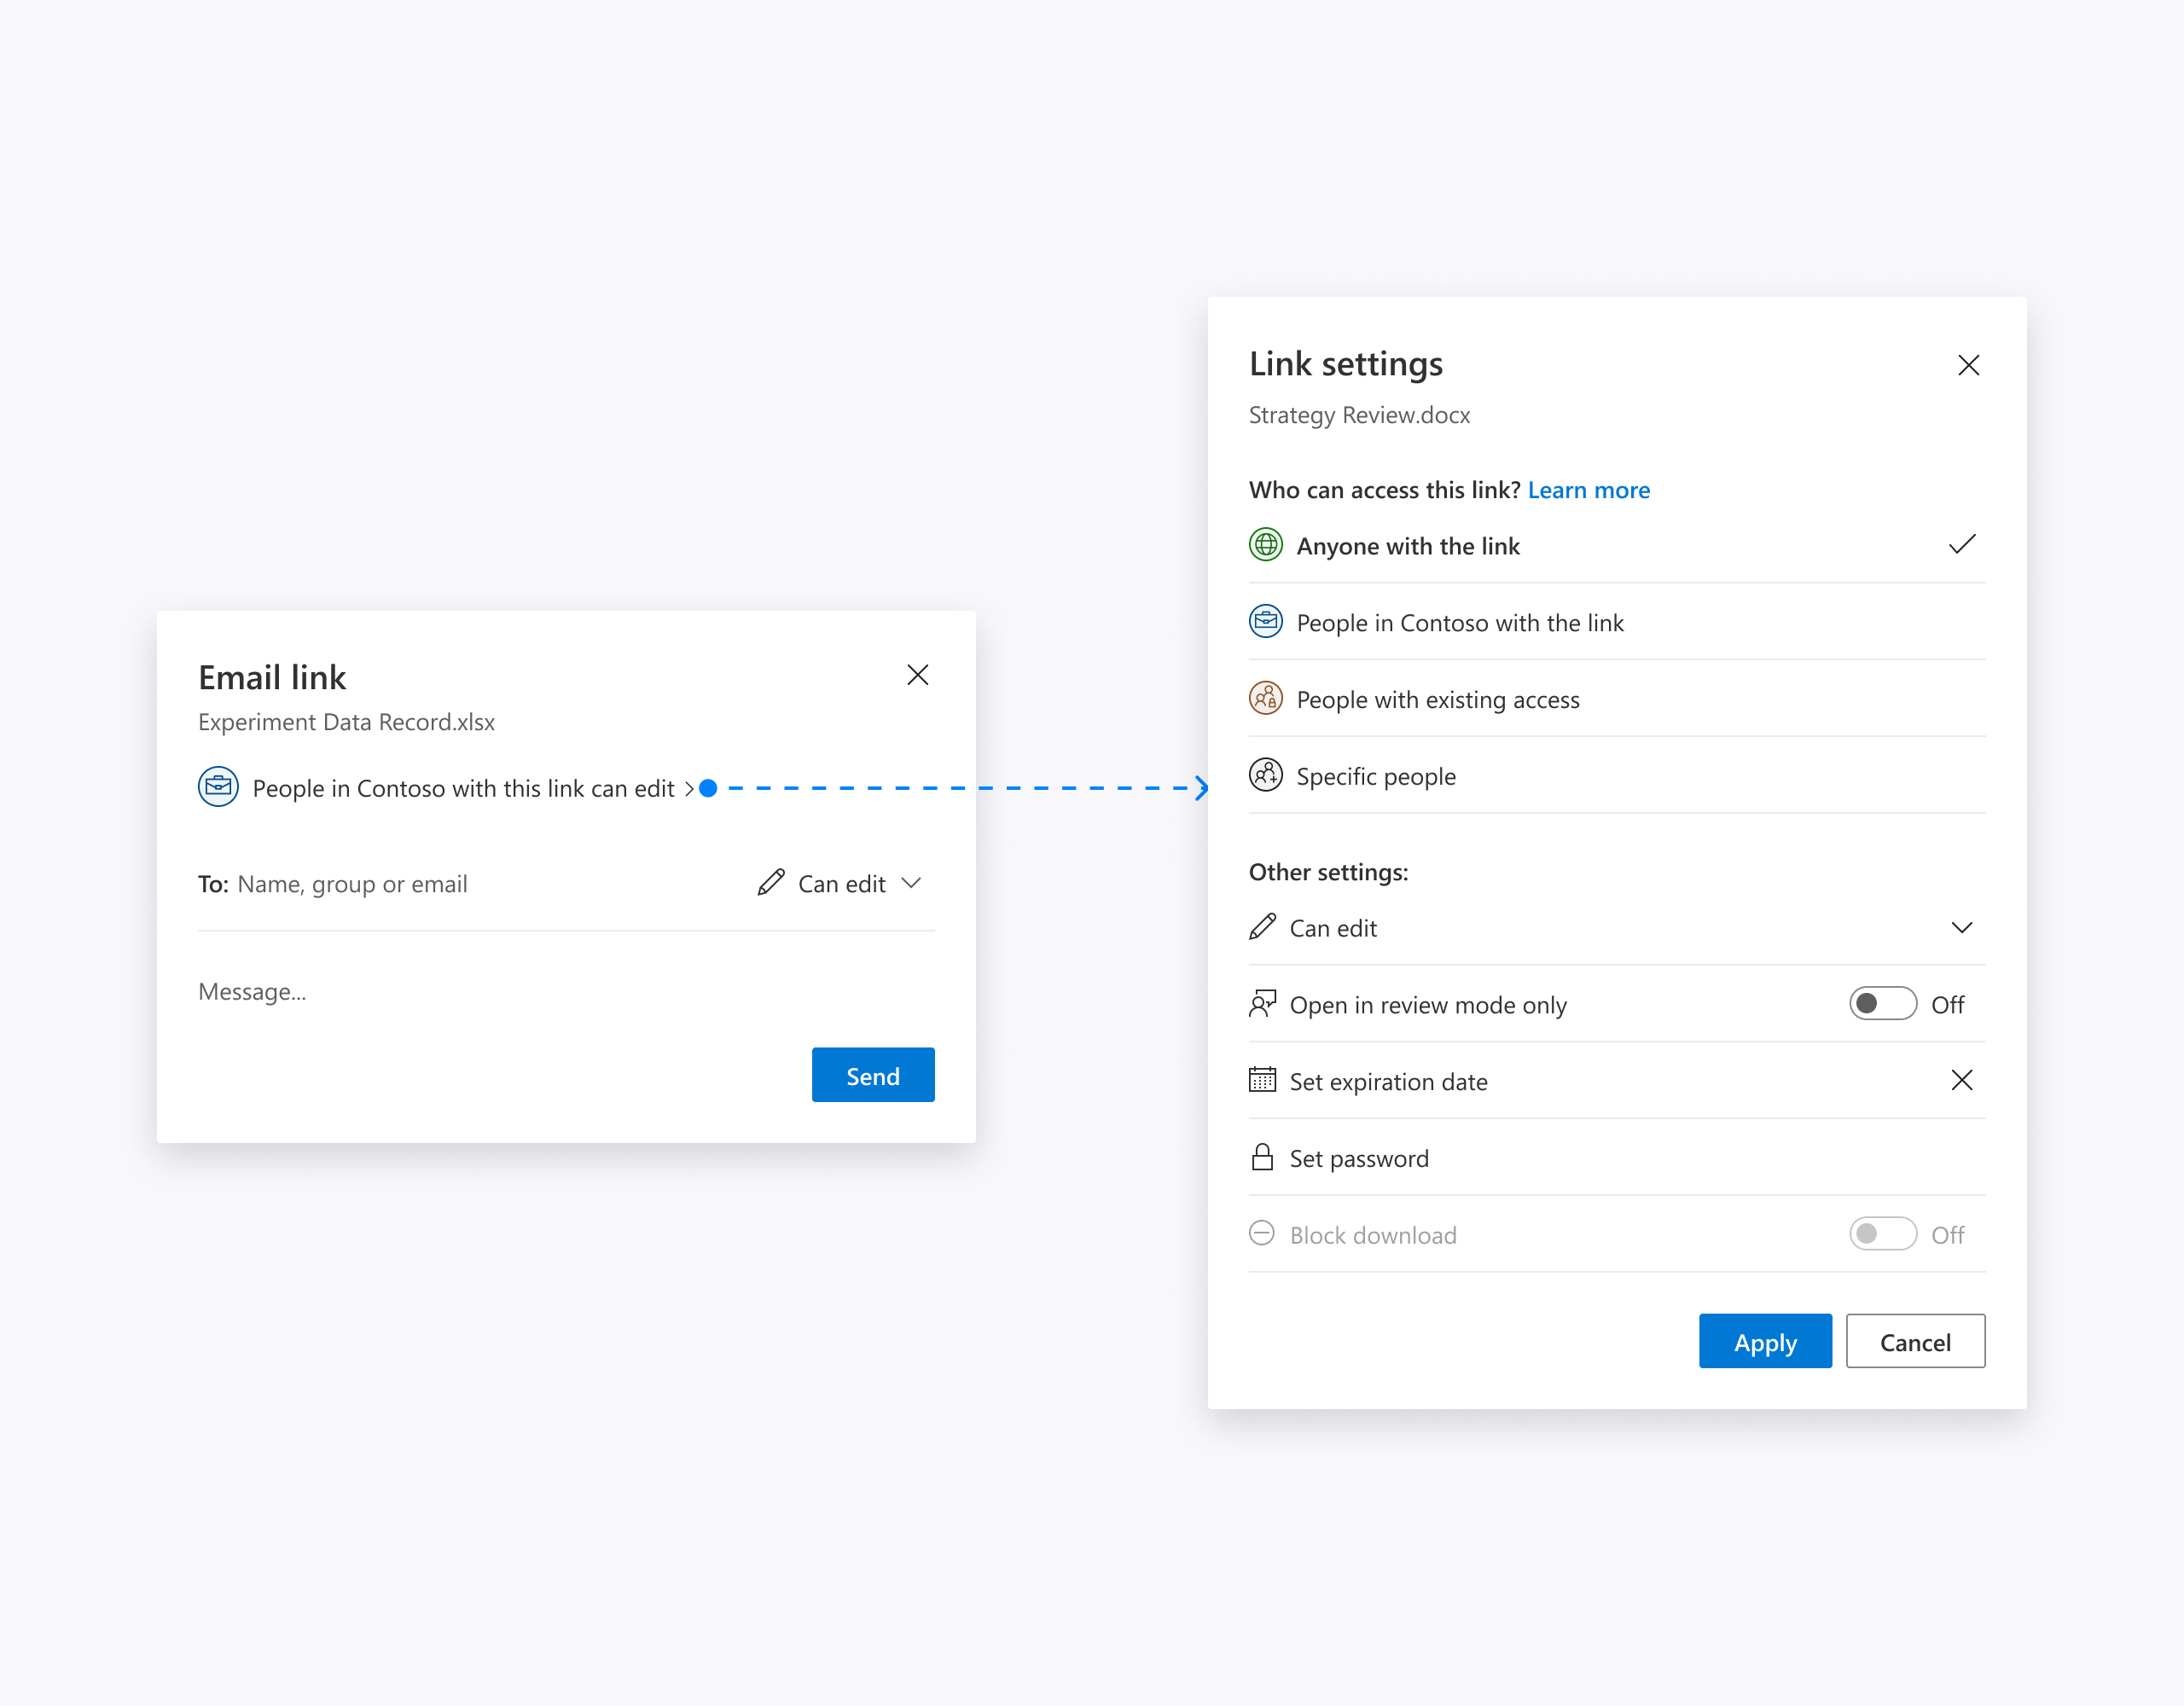 Email link
Experiment Data Record.xlsx
People in Contoso with this link can edit
To: Name, group or email
Can edit
Message...
Send
Link settings
Strategy Review.docx
Who can access this link? Learn more
Anyone with the link
People in Contoso with the link
People with existing access
Specific people
Other settings:
Can edit
Open in review mode only
Off
Set expiration date
Set password
Block download
Off
Apply
Cancel